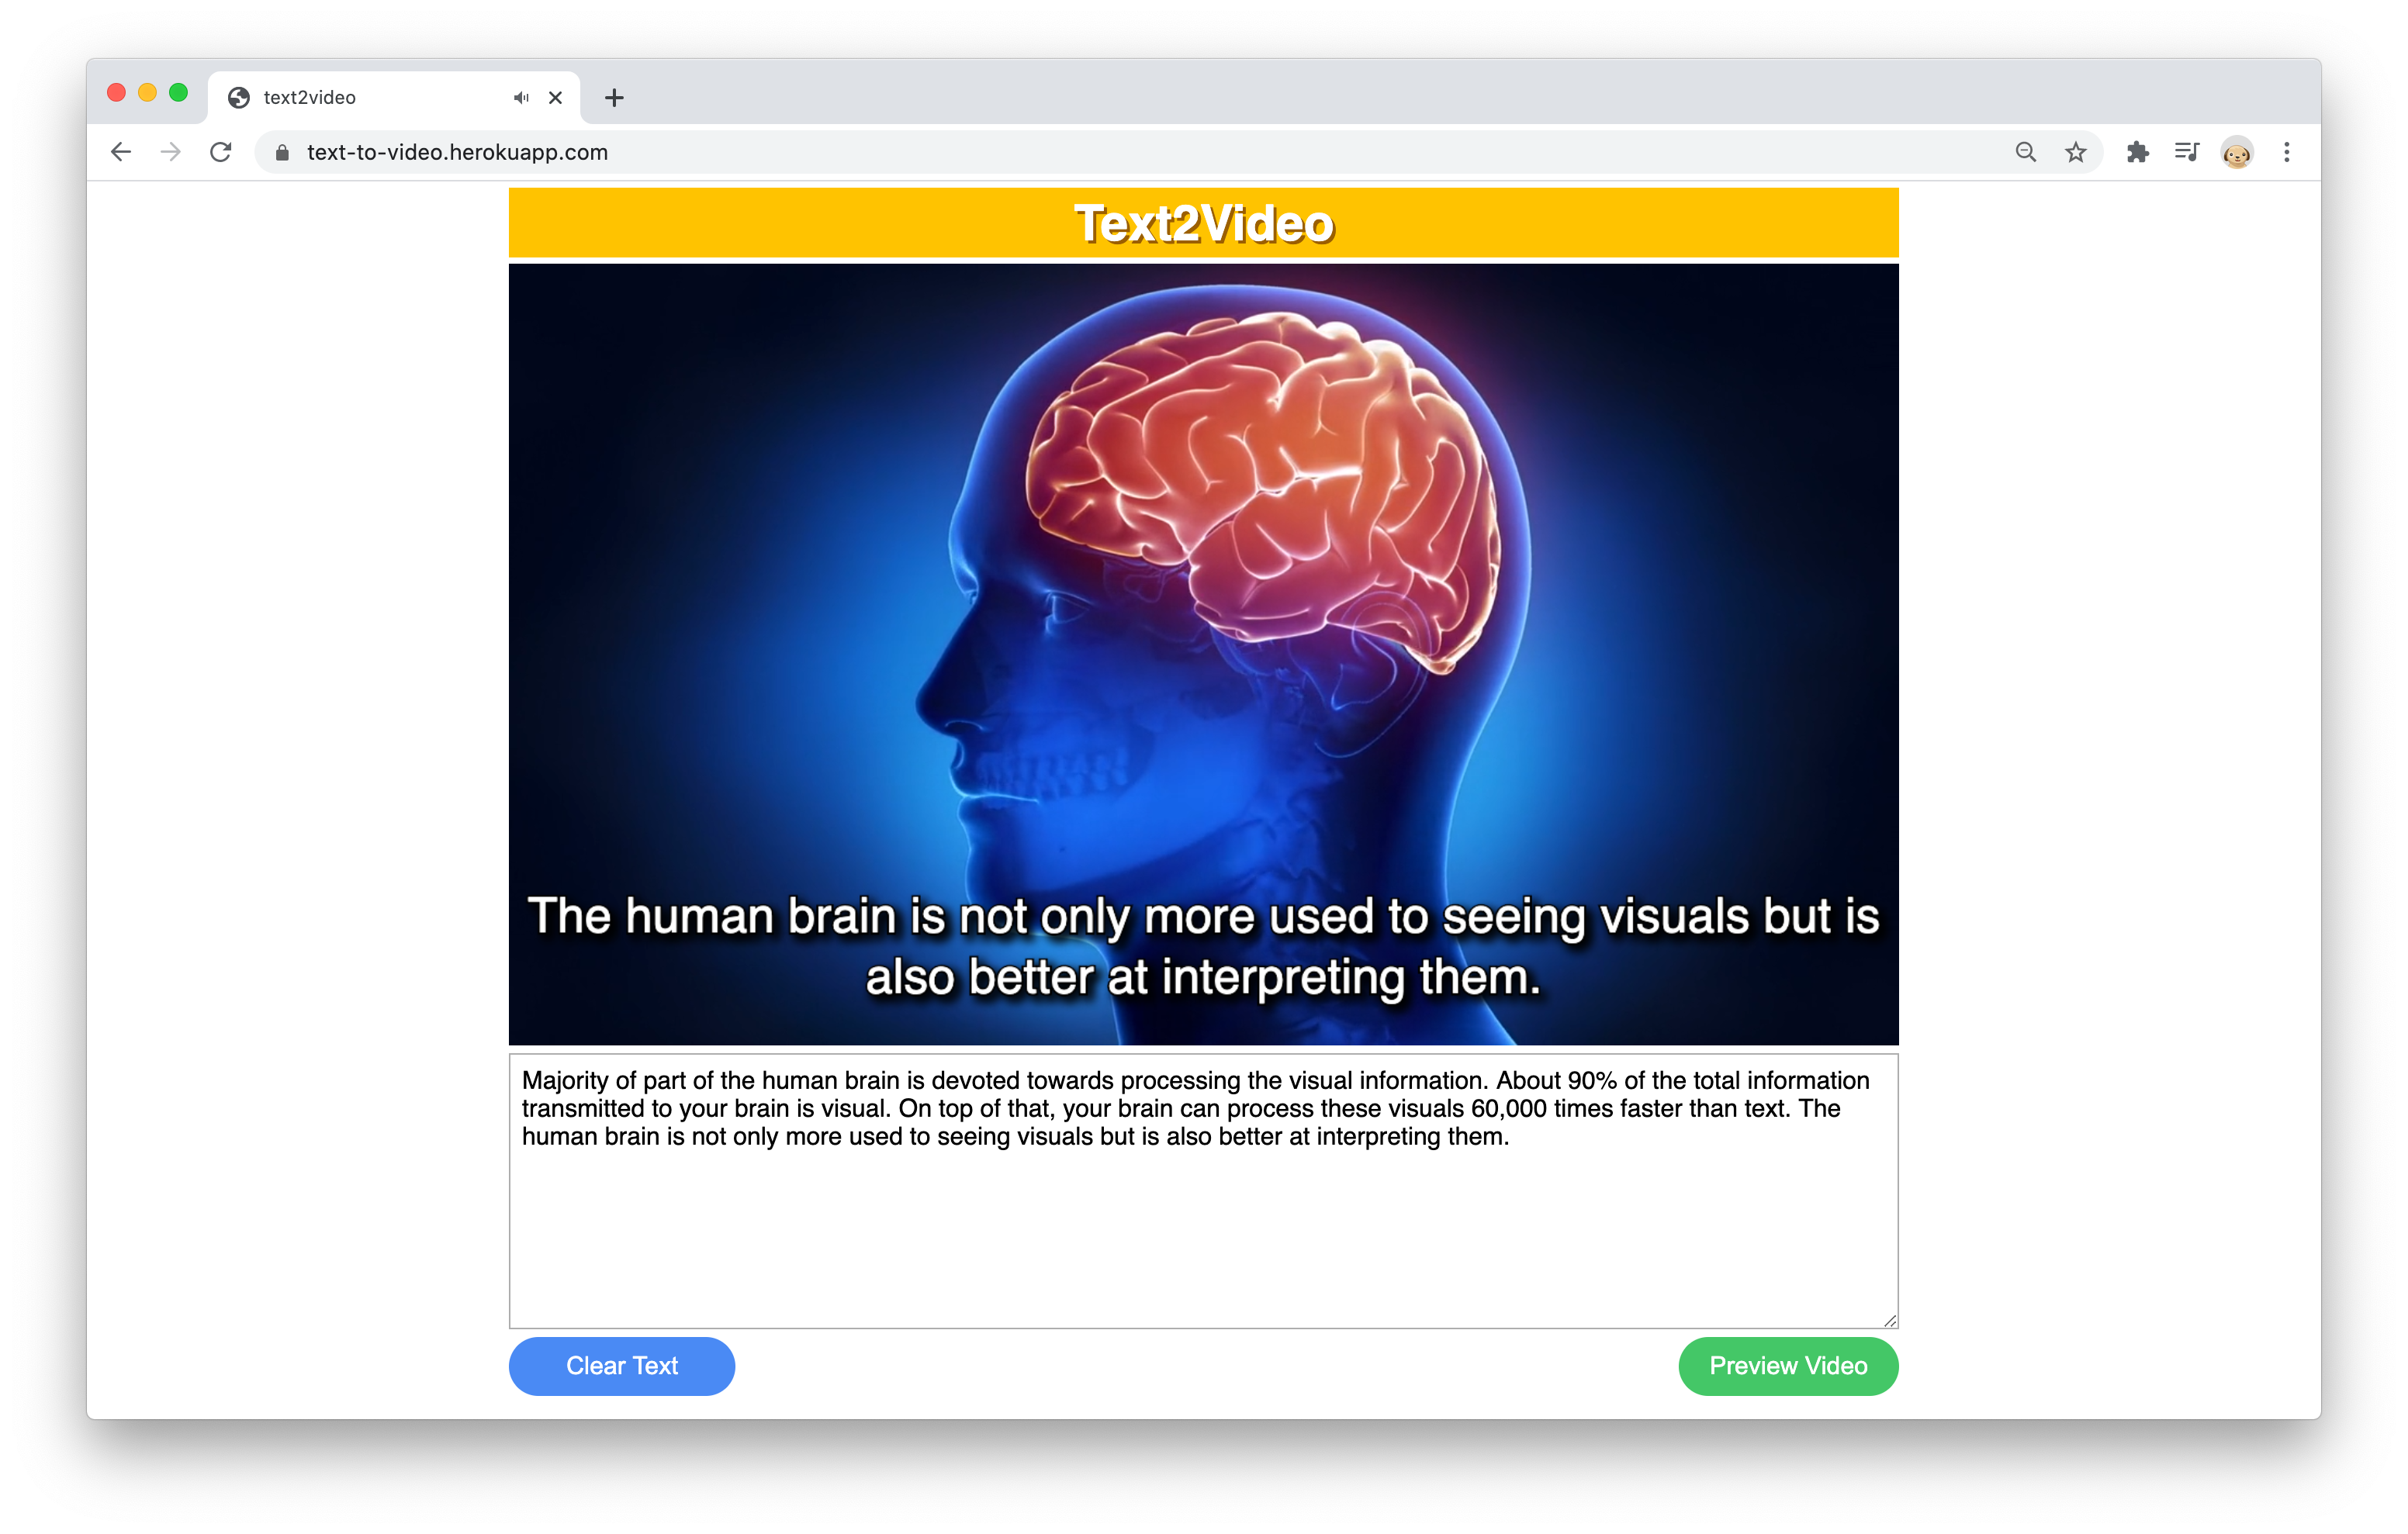 text2video
text-to-video.herokuapp.com
Text2Video
The human brain is not only more used to seeing visuals but is
also better at interpreting them.
Majority of part of the human brain is devoted towards processing the visual information. About 90% of the total information
transmitted to your brain is visual. On top of that, your brain can process these visuals 60,000 times faster than text. The
human brain is not only more used to seeing visuals but is also better at interpreting them.
Clear Text
Preview Video